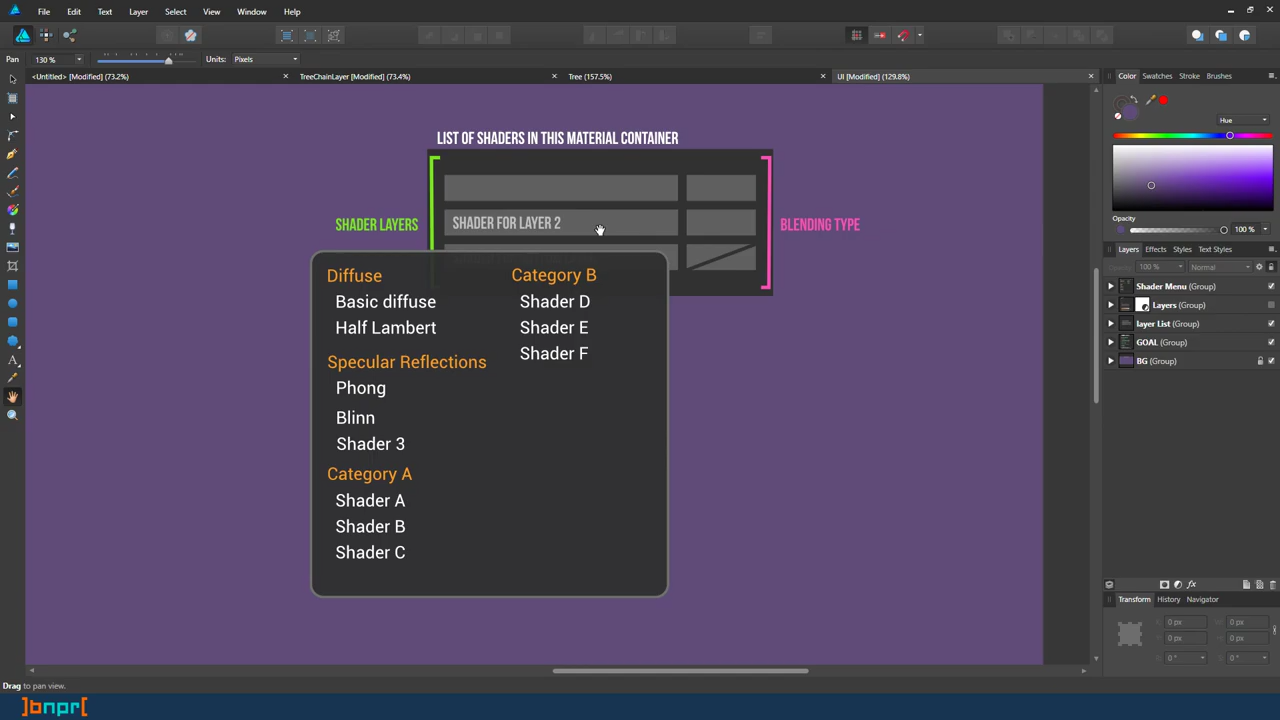 File Edit Text Layer Select View Window Help
Pan 130 % Units: Pixels
<Untitled> [Modified] (73.2%) TreeChainLayer [Modified] (73.4%) Tree (157.5%) UI [Modified] (129.8%)
Color Swatches Stroke Brushes
Hue
Opacity
100 %
Layers Effects Styles Text Styles
Opacity 100 % Normal
Shader Menu (Group)
Layers (Group)
layer List (Group)
GOAL (Group)
BG (Group)
fx
Transform History Navigator
X: 0 px W: 0 px
Y: 0 px H: 0 px
R: 0 ° S: 0 °
LIST OF SHADERS IN THIS MATERIAL CONTAINER
SHADER LAYERS
SHADER FOR LAYER 2
BLENDING TYPE
Diffuse
Basic diffuse
Half Lambert
Specular Reflections
Phong
Blinn
Shader 3
Category A
Shader A
Shader B
Shader C
Category B
Shader D
Shader E
Shader F
Drag to pan view.
]bnpr[